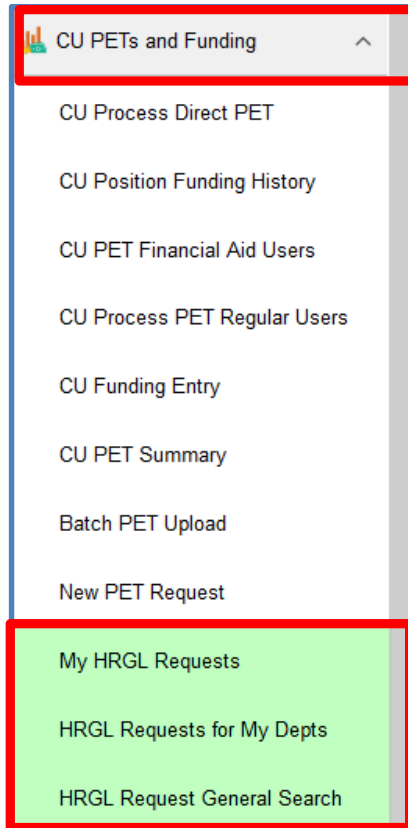 CU PETs and Funding
CU Process Direct PET
CU Position Funding History
CU PET Financial Aid Users
CU Process PET Regular Users
CU Funding Entry
CU PET Summary
Batch PET Upload
New PET Request
My HRGL Requests
HRGL Requests for My Depts
HRGL Request General Search